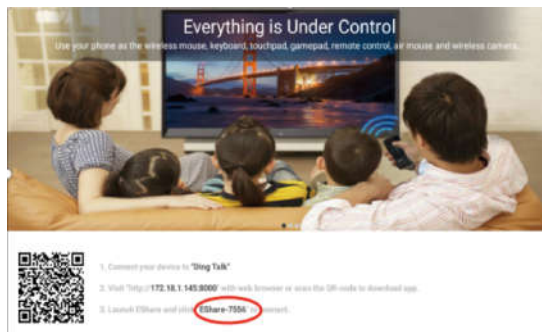 Everything is Under Control
Use your phone as the wireless mouse, keyboard, touchpad, gamepad, remote control, air mouse and wireless camera...
1. Connect your device to "Ding Talk"
2. Visit "http://172.18.1.145:8000" with web browser or scan the QR-code to download app.
3. Launch EShare and click "EShare-7556" to connect.